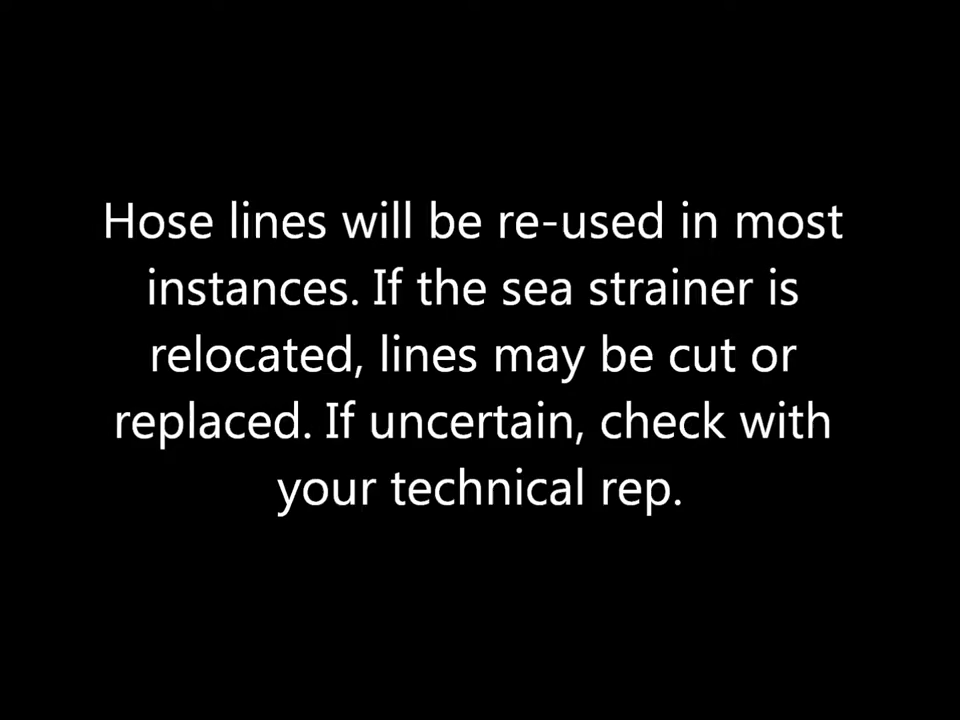 Hose lines will be re-used in most
instances. If the sea strainer is
relocated, lines may be cut or
replaced. If uncertain, check with
your technical rep.